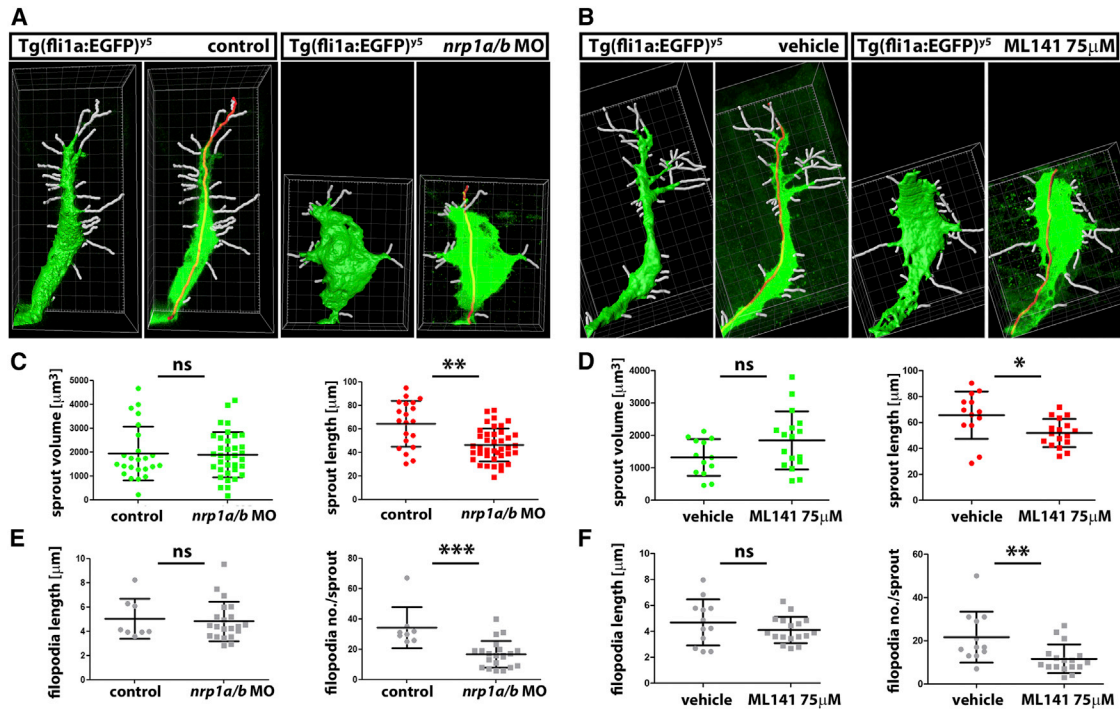 A
Tg(fli1a:EGFP)ʸ⁵ control
Tg(fli1a:EGFP)ʸ⁵ nrp1a/b MO
B
Tg(fli1a:EGFP)ʸ⁵ vehicle
Tg(fli1a:EGFP)ʸ⁵ ML141 75µM
C
sprout volume [µm³]
5000
4000
3000
2000
1000
0
ns
control
nrp1a/b MO
sprout length [µm]
100
80
60
40
20
0
**
control
nrp1a/b MO
D
sprout volume [µm³]
4000
3000
2000
1000
0
ns
vehicle
ML141 75µM
sprout length [µm]
100
80
60
40
20
0
*
vehicle
ML141 75µM
E
filopodia length [µm]
10
8
6
4
2
0
ns
control
nrp1a/b MO
filopodia no./sprout
80
60
40
20
0
***
control
nrp1a/b MO
F
filopodia length [µm]
10
8
6
4
2
0
ns
vehicle
ML141 75µM
filopodia no./sprout
60
40
20
0
**
vehicle
ML141 75µM